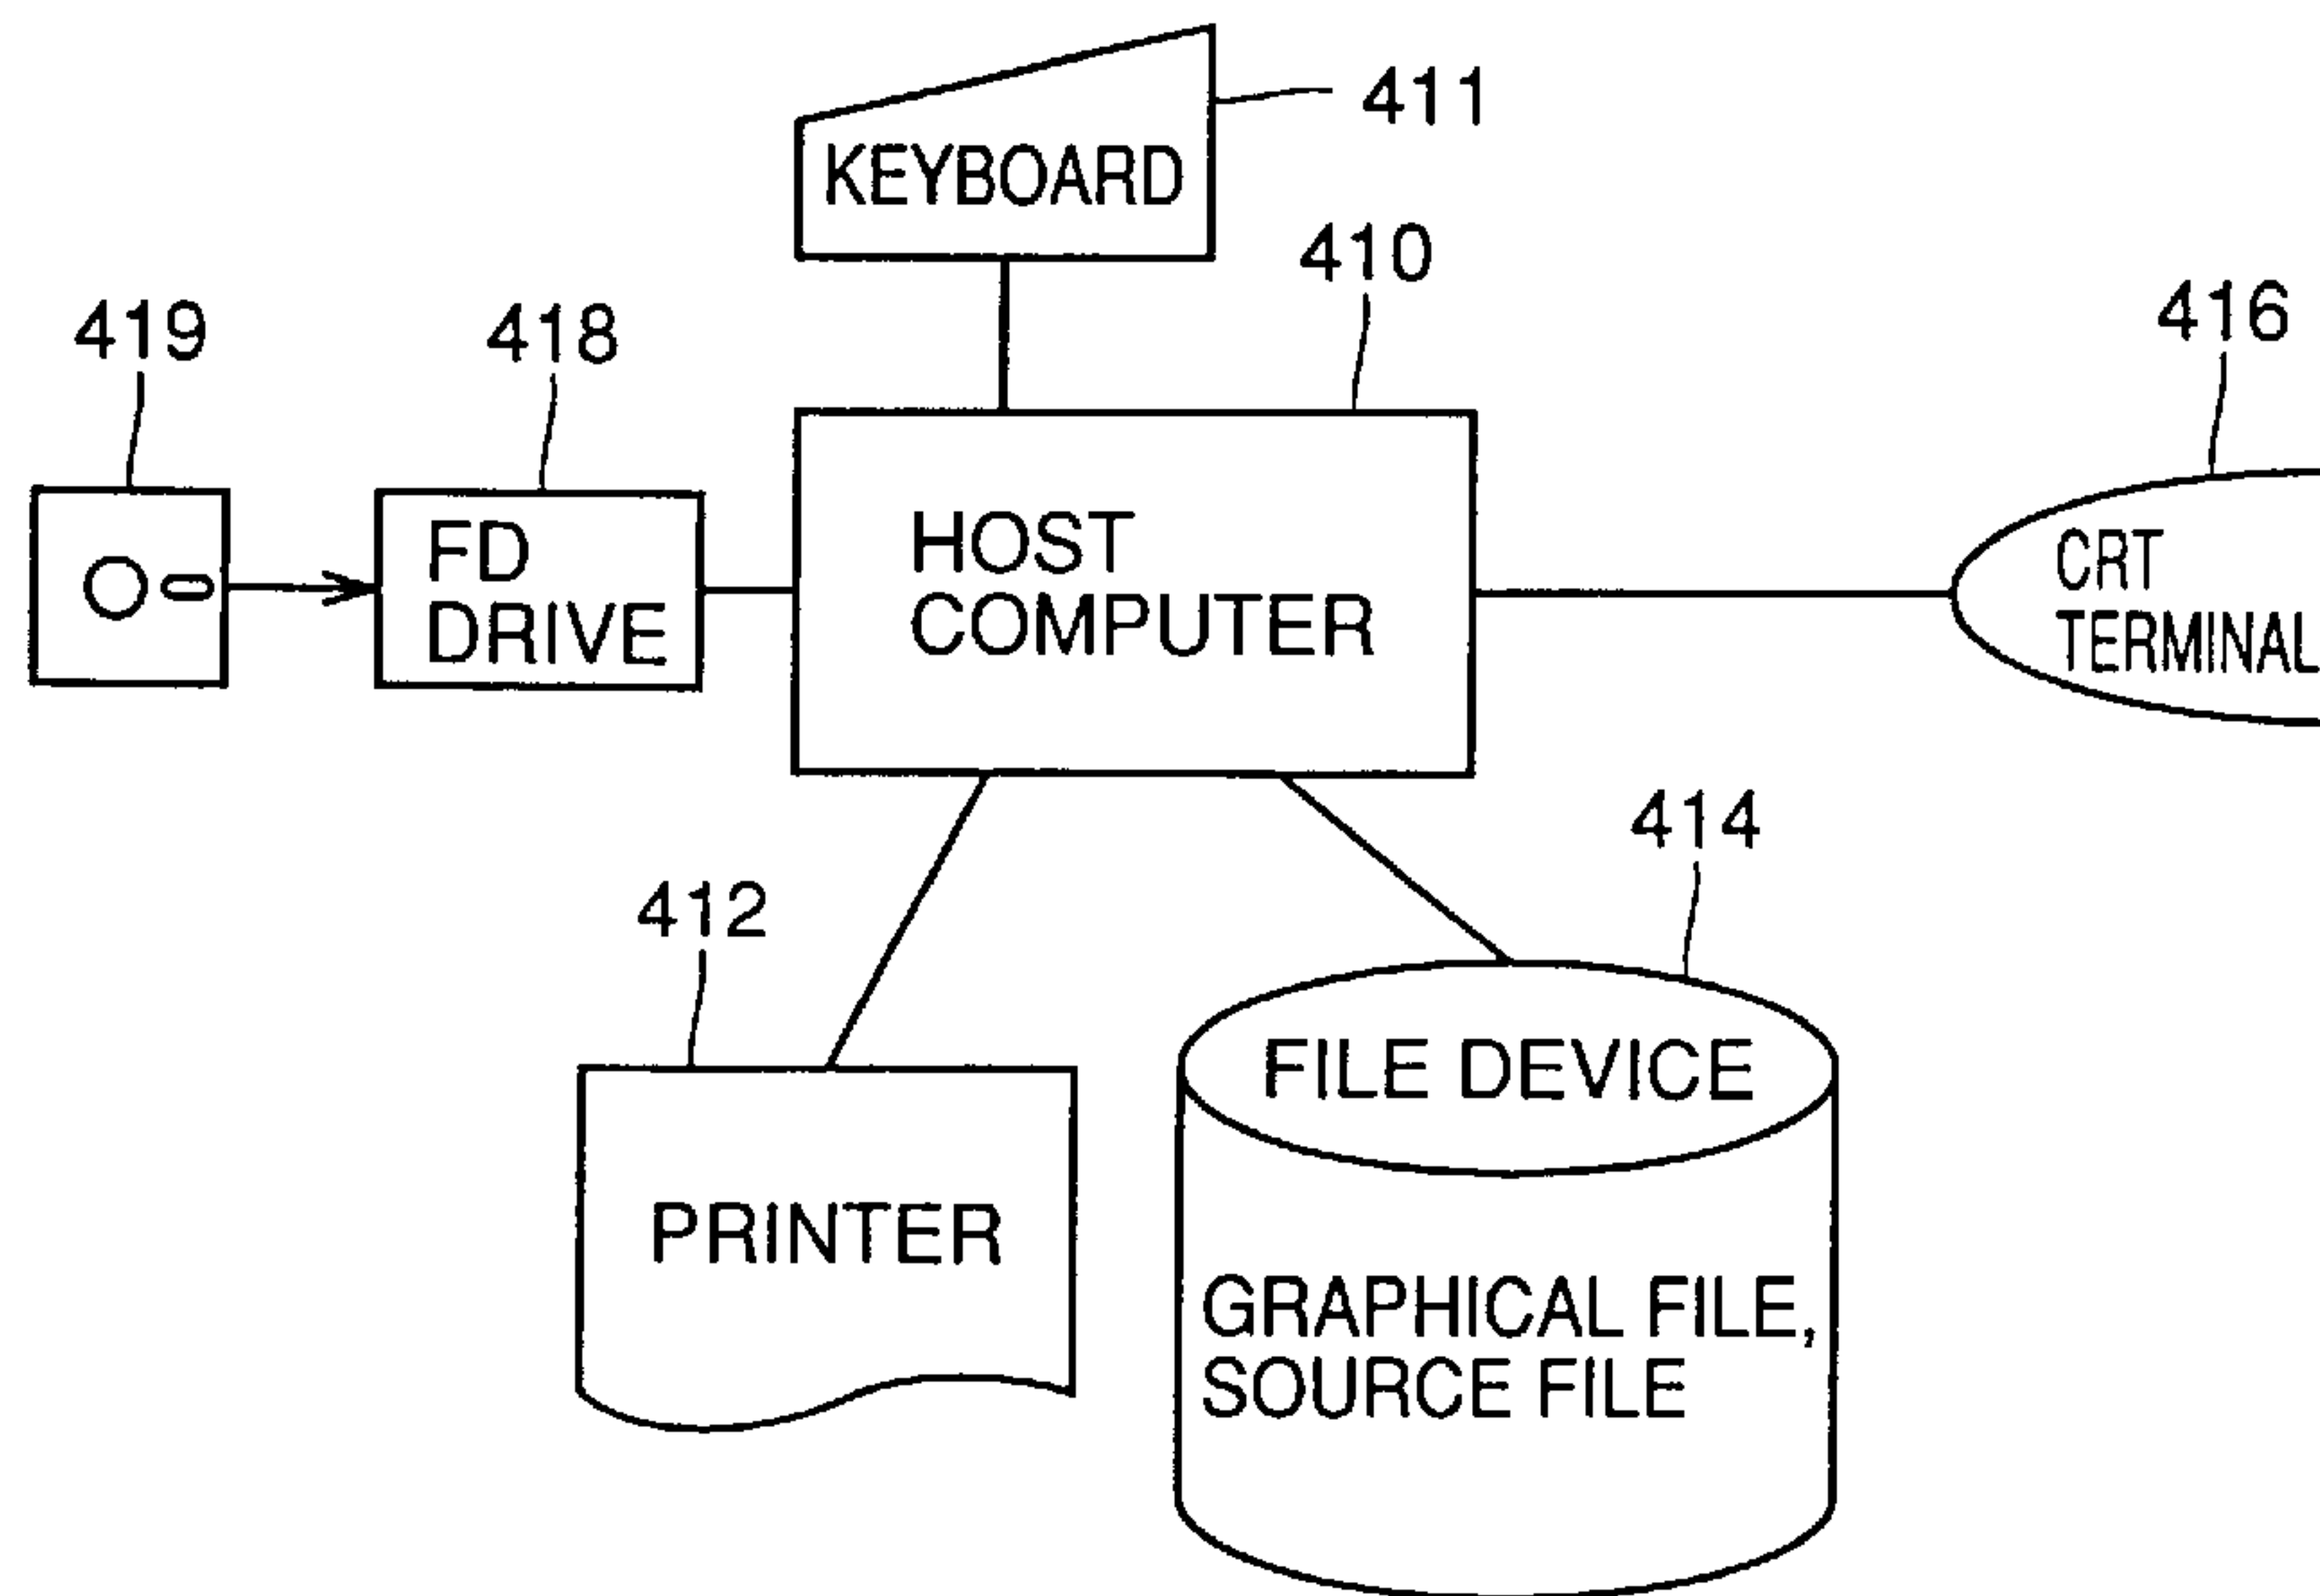 411
KEYBOARD
410
419
418
416
FD
DRIVE
HOST
COMPUTER
CRT
TERMINAL
414
412
FILE DEVICE
PRINTER
GRAPHICAL FILE,
SOURCE FILE